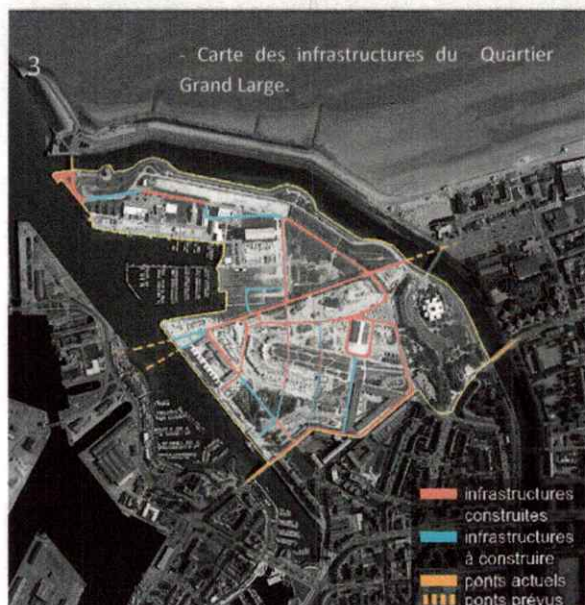 3
- Carte des infrastructures du Quartier
Grand Large.
infrastructures
construites
infrastructures
à construire
ponts actuels
ponts prévus